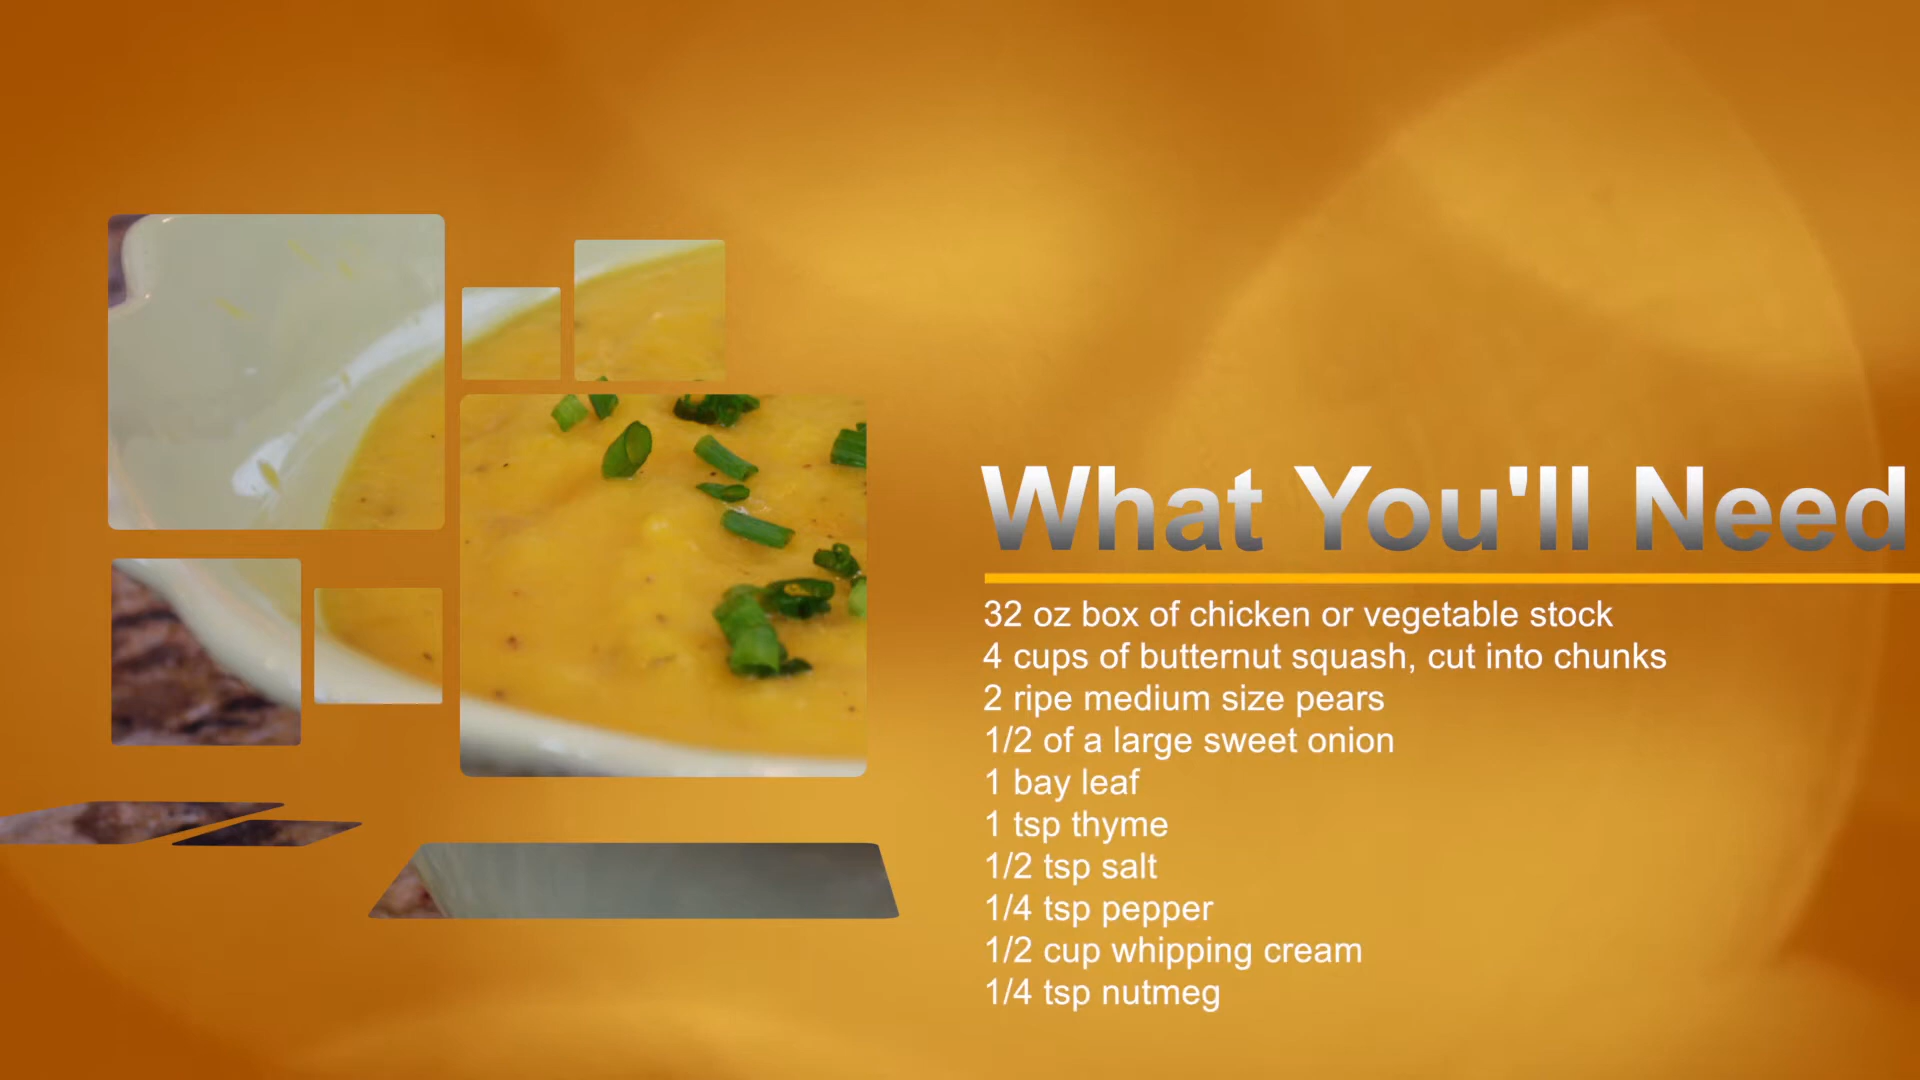 What You'll Need
32 oz box of chicken or vegetable stock
4 cups of butternut squash, cut into chunks
2 ripe medium size pears
1/2 of a large sweet onion
1 bay leaf
1 tsp thyme
1/2 tsp salt
1/4 tsp pepper
1/2 cup whipping cream
1/4 tsp nutmeg